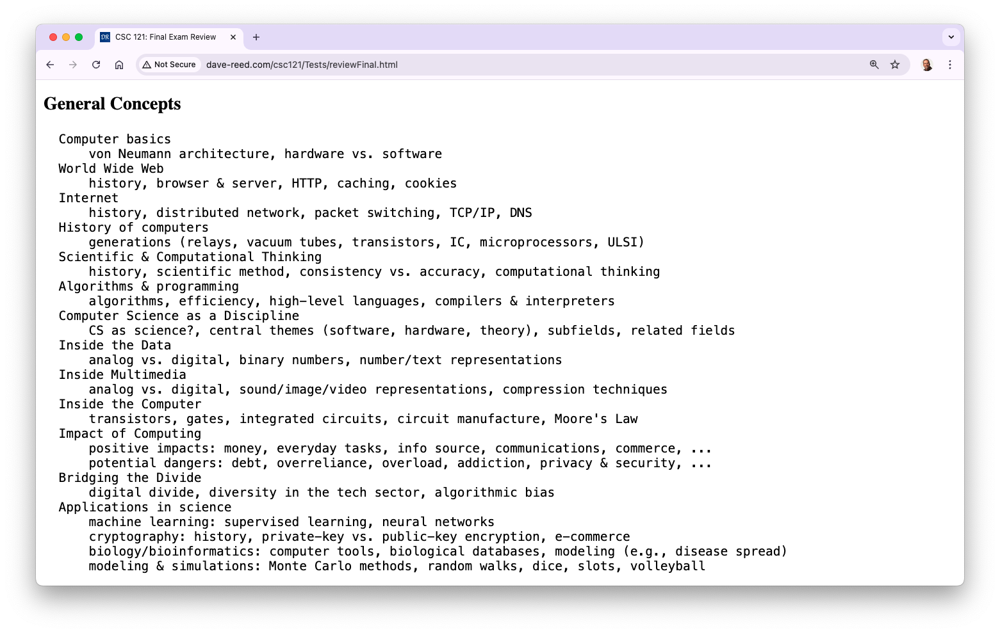 DR CSC 121: Final Exam Review
Not Secure dave-reed.com/csc121/Tests/reviewFinal.html
General Concepts
Computer basics
von Neumann architecture, hardware vs. software
World Wide Web
history, browser & server, HTTP, caching, cookies
Internet
history, distributed network, packet switching, TCP/IP, DNS
History of computers
generations (relays, vacuum tubes, transistors, IC, microprocessors, ULSI)
Scientific & Computational Thinking
history, scientific method, consistency vs. accuracy, computational thinking
Algorithms & programming
algorithms, efficiency, high-level languages, compilers & interpreters
Computer Science as a Discipline
CS as science?, central themes (software, hardware, theory), subfields, related fields
Inside the Data
analog vs. digital, binary numbers, number/text representations
Inside Multimedia
analog vs. digital, sound/image/video representations, compression techniques
Inside the Computer
transistors, gates, integrated circuits, circuit manufacture, Moore's Law
Impact of Computing
positive impacts: money, everyday tasks, info source, communications, commerce, ...
potential dangers: debt, overreliance, overload, addiction, privacy & security, ...
Bridging the Divide
digital divide, diversity in the tech sector, algorithmic bias
Applications in science
machine learning: supervised learning, neural networks
cryptography: history, private-key vs. public-key encryption, e-commerce
biology/bioinformatics: computer tools, biological databases, modeling (e.g., disease spread)
modeling & simulations: Monte Carlo methods, random walks, dice, slots, volleyball